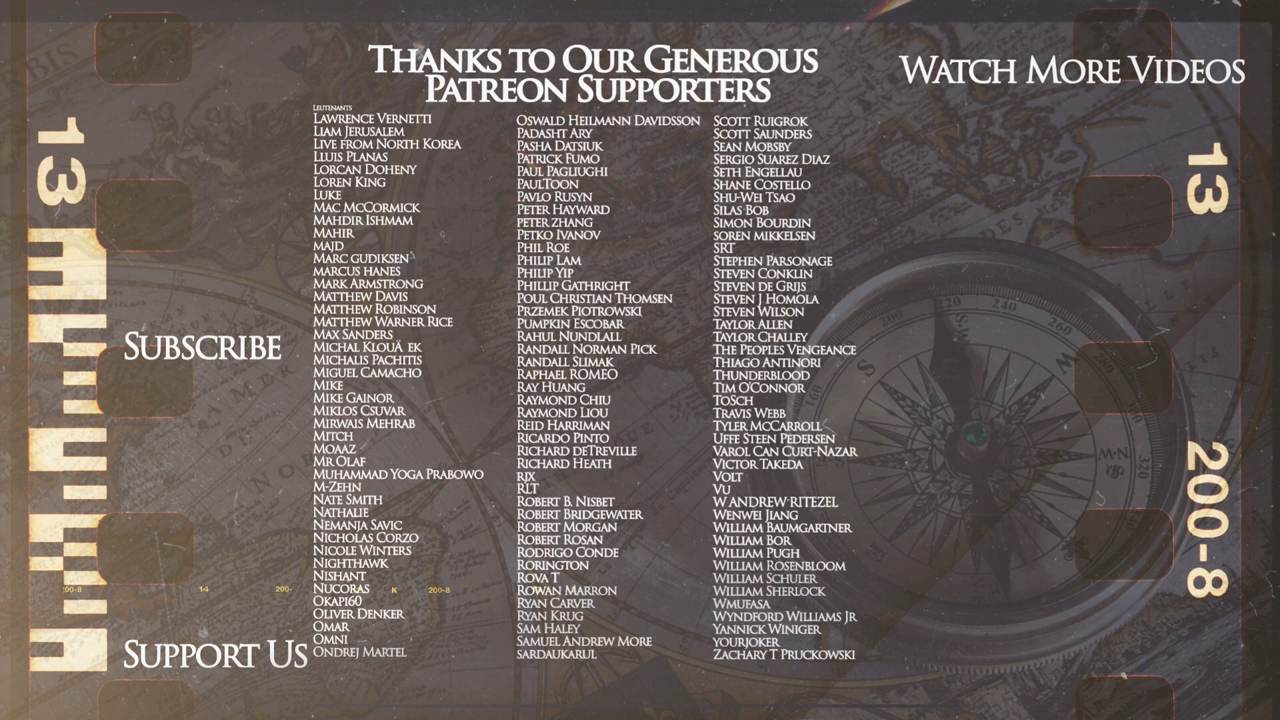 Thanks to Our Generous
Patreon Supporters
Watch More Videos
Lieutenants
Lawrence Vernetti
Liam Jerusalem
Live from North Korea
Lluis Planas
Lorcan Doheny
Loren King
Luke
Mac McCormick
Mahdir Ishmam
Mahir
majd
Marc gudiksen
marcus hanes
Mark Armstrong
Matthew Davis
Matthew Robinson
Matthew Warner Rice
Max Sanders
Michal KlouÄ ek
Michalis Pachitis
Miguel Camacho
Mike
Mike Gainor
Miklos Csuvar
Mirwais Mehrab
Mitch
Moaaz
Mr Olaf
Muhammad Yoga Prabowo
M-Zehn
Nate Smith
Nathalie
Nemanja Savic
Nicholas Corzo
Nicole Winters
Nighthawk
Nishant
Nucoras
Okapi60
Oliver Denker
Omar
Omni
Ondrej Martel
Oswald Heilmann Davidsson
Padasht Ary
Pasha Datsiuk
Patrick Fumo
Paul Pagliughi
PaulToon
Pavlo Rusyn
Peter Hayward
peter zhang
Petko Ivanov
Phil Roe
Philip Lam
Philip Yip
Phillip Gathright
Poul Christian Thomsen
Przemek Piotrowski
Pumpkin Escobar
Rahul Nundlall
Randall Norman Pick
Randall Slimak
Raphael ROMEO
Ray Huang
Raymond Chiu
Raymond Liou
Reid Harriman
Ricardo Pinto
Richard deTreville
Richard Heath
rjx
RLT
Robert B. Nisbet
Robert Bridgewater
Robert Morgan
Robert Rosan
Rodrigo Conde
Rorington
Rova T
Rowan Marron
Ryan Carver
Ryan Krug
Sam Haley
Samuel Andrew More
sardaukarul
Scott Ruigrok
Scott Saunders
Sean Mobsby
Sergio Suarez Diaz
Seth Engellau
Shane Costello
Shu-Wei Tsao
Silas Bob
Simon Bourdin
soren mikkelsen
SRT
Stephen Parsonage
Steven Conklin
Steven de Grijs
Steven J Homola
Steven Wilson
Taylor Allen
Taylor Challey
The Peoples Vengeance
Thiago Antinori
Thunderblood
Tim O'Connor
ToSch
Travis Webb
Tyler McCarroll
Uffe Steen Pedersen
Varol Can Curt-Nazar
Victor Takeda
Volt
Vu
W ANDREW RITEZEL
Wenwei Jiang
William Baumgartner
William Bor
William Pugh
William Rosenbloom
William Schuler
William Sherlock
Wmufasa
Wyndford Williams Jr
Yannick Winiger
yourjoker
Zachary T Pruckowski
Subscribe
Support Us
13
13
200-8
14
200-
K
200-8
220
240
260
320